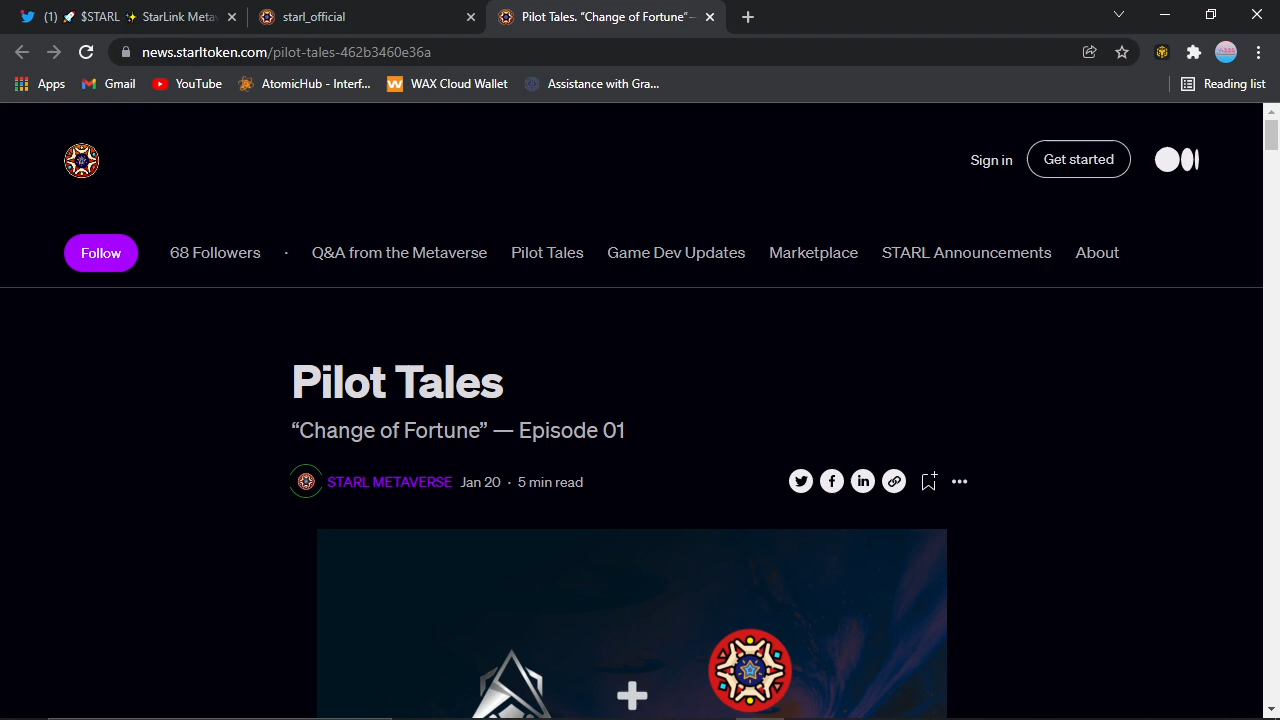 (1) 🚀 $STARL ✨ StarLink Meta
starl_official
Pilot Tales. “Change of Fortune” –
news.starltoken.com/pilot-tales-462b3460e36a
Apps
Gmail
YouTube
AtomicHub - Interf...
WAX Cloud Wallet
Assistance with Gra...
Reading list
Sign in
Get started
Follow
68 Followers
·
Q&A from the Metaverse
Pilot Tales
Game Dev Updates
Marketplace
STARL Announcements
About
Pilot Tales
“Change of Fortune” — Episode 01
STARL METAVERSE Jan 20 · 5 min read